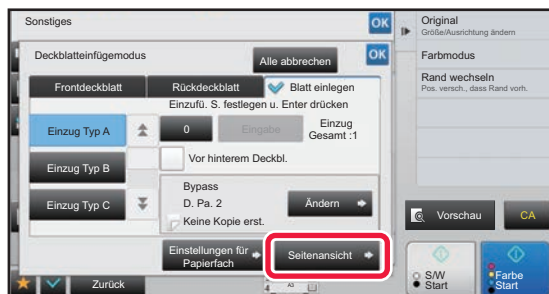 Sonstiges
OK
Deckblatteinfügemodus
Alle abbrechen
OK
Frontdeckblatt
Rückdeckblatt
Blatt einlegen
Einzufü. S. festlegen u. Enter drücken
Einzug Typ A
0
Eingabe
Einzug
Gesamt :1
Einzug Typ B
Vor hinterem Deckbl.
Einzug Typ C
Bypass
D. Pa. 2
Keine Kopie erst.
Ändern
Einstellungen für
Papierfach
Seitenansicht
Zurück
Original
Größe/Ausrichtung ändern
Farbmodus
Rand wechseln
Pos. versch., dass Rand vorh.
Vorschau
CA
S/W
Start
Farbe
Start